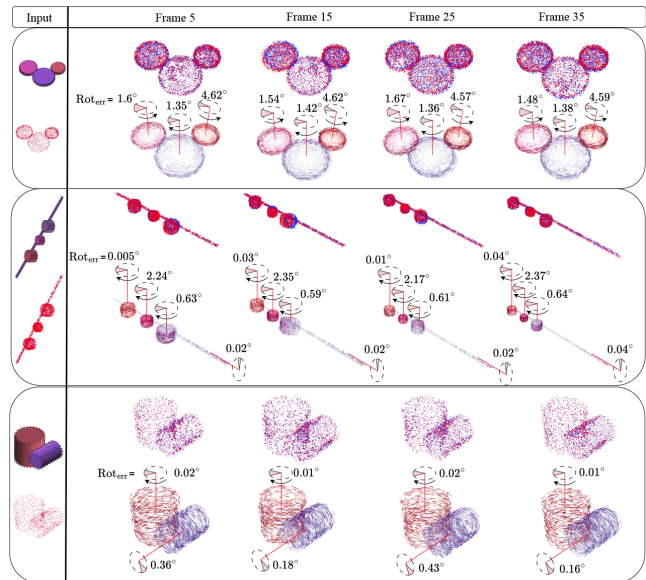 Input Frame 5 Frame 15 Frame 25 Frame 35
Rot_err = 1.6° 1.35° 4.62° 1.54° 1.42° 4.62° 1.67° 1.36° 4.57° 1.48° 1.38° 4.59°
Rot_err = 0.005° 0.03° 0.01° 0.04°
2.24° 2.35° 2.17° 2.37°
0.63° 0.59° 0.61° 0.64°
0.02° 0.02° 0.02° 0.04°
Rot_err = 0.02° 0.01° 0.02° 0.01°
0.36° 0.18° 0.43° 0.16°